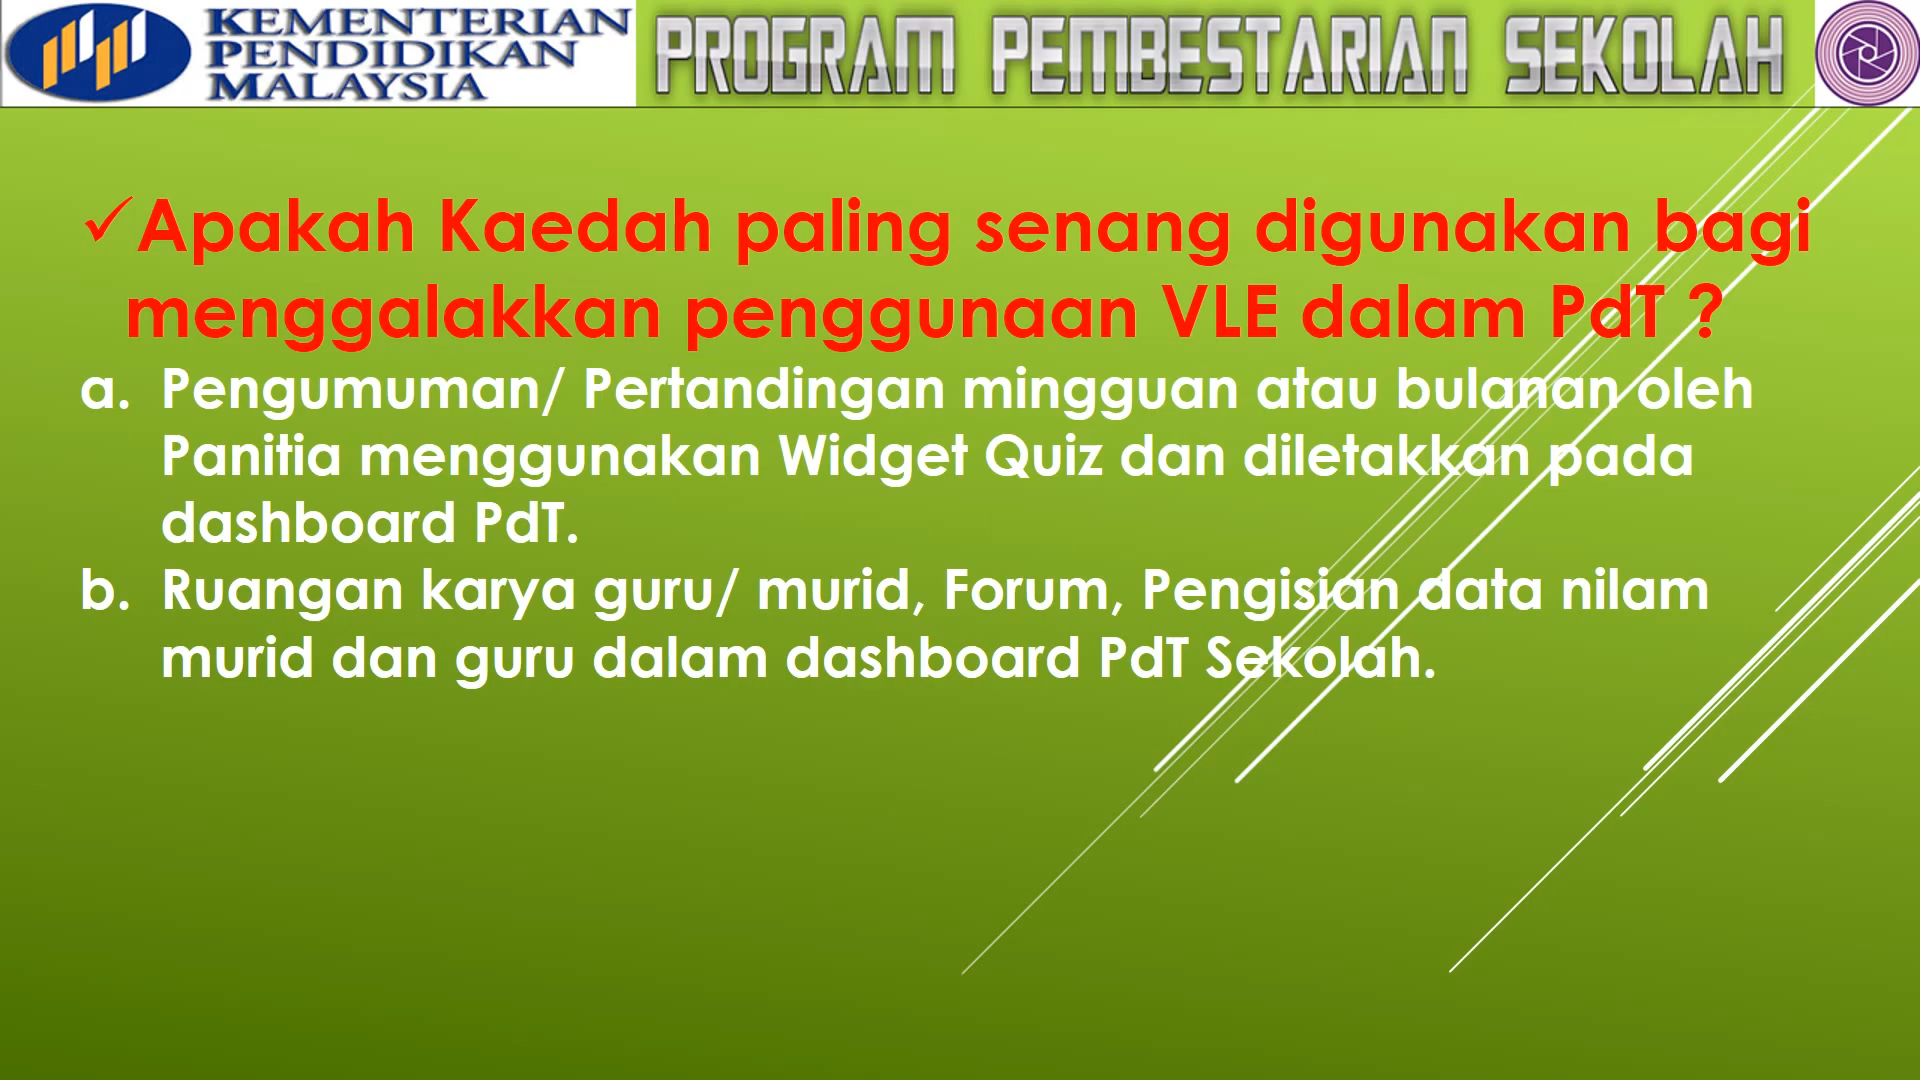 KEMENTERIAN
PENDIDIKAN
MALAYSIA
PROGRAM PEMBESTARIAN SEKOLAH
✓Apakah Kaedah paling senang digunakan bagi
menggalakkan penggunaan VLE dalam PdT ?
a. Pengumuman/ Pertandingan mingguan atau bulanan oleh
Panitia menggunakan Widget Quiz dan diletakkan pada
dashboard PdT.
b. Ruangan karya guru/ murid, Forum, Pengisian data nilam
murid dan guru dalam dashboard PdT Sekolah.